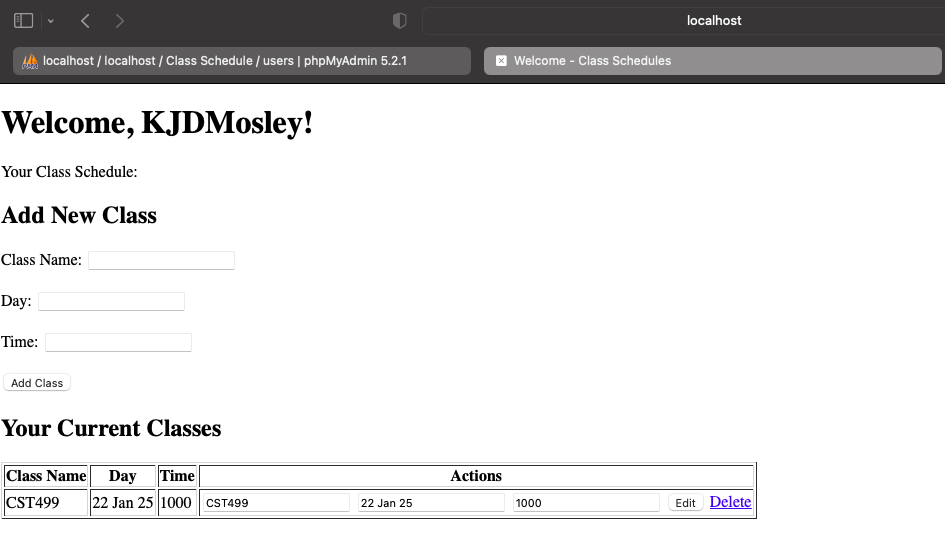 localhost
localhost / localhost / Class Schedule / users | phpMyAdmin 5.2.1
Welcome - Class Schedules
Welcome, KJDMosley!
Your Class Schedule:
Add New Class
Class Name:
Day:
Time:
Add Class
Your Current Classes
Class Name Day Time Actions
CST499 22 Jan 25 1000 CST499 22 Jan 25 1000 Edit Delete